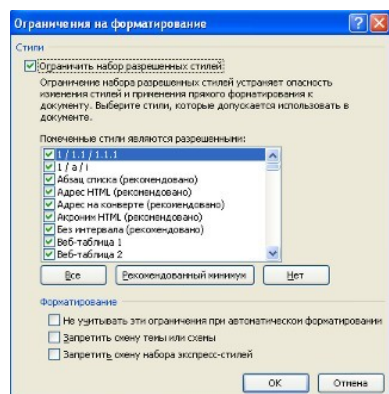 Ограничения на форматирование
Стили
Ограничить набор разрешенных стилей:
Ограничение набора разрешенных стилей устраняет опасность
изменения стилей и применения прямого форматирования к
документу. Выберите стили, которые допускается использовать в
документе.
Помеченные стили являются разрешенными:
1 / 1.1 / 1.1.1
1 / a / i
Абзац списка (рекомендовано)
Адрес HTML (рекомендовано)
Адрес на конверте (рекомендовано)
Акроним HTML (рекомендовано)
Без интервала (рекомендовано)
Веб-таблица 1
Веб-таблица 2
Все Рекомендованный минимум Нет
Форматирование
Не учитывать эти ограничения при автоматическом форматировании
Запретить смену темы или схемы
Запретить смену набора экспресс-стилей
ОК Отмена